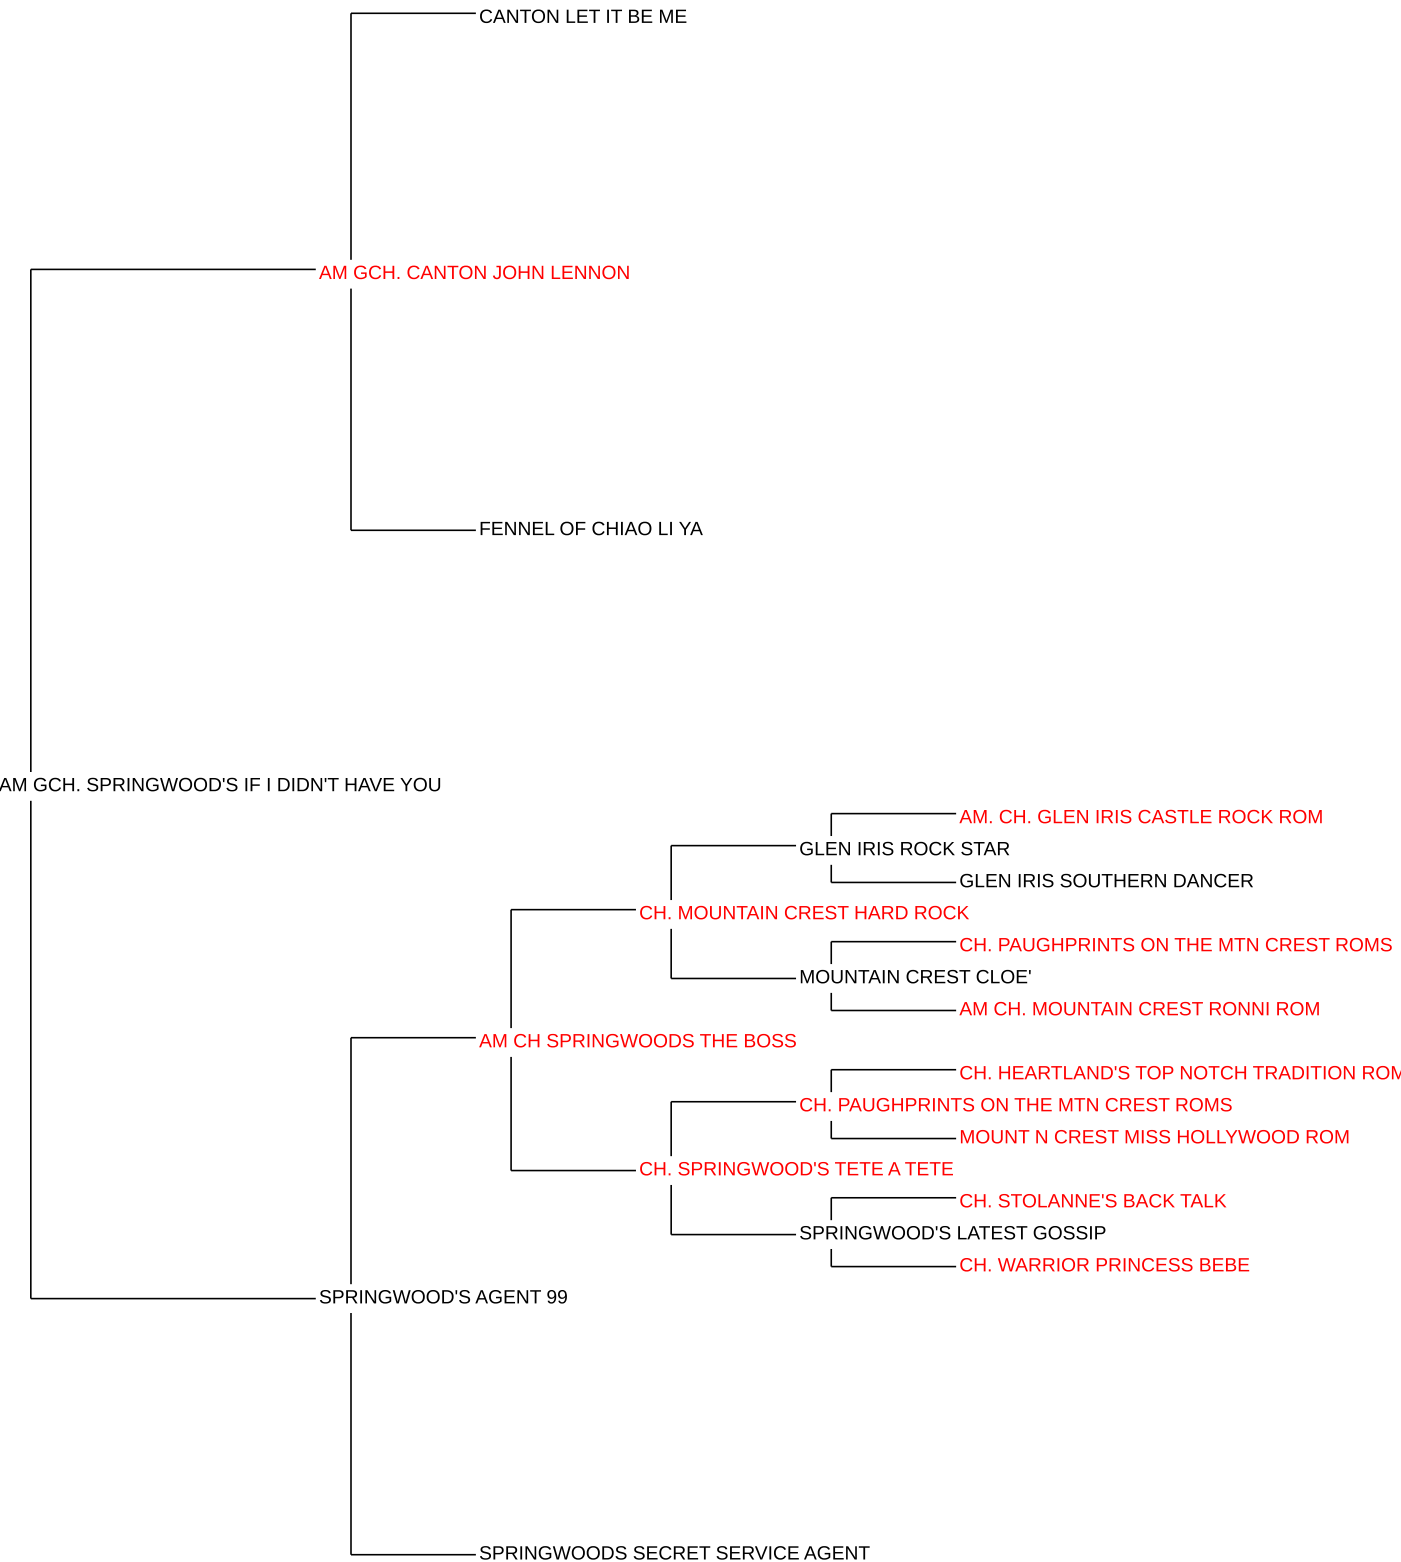 CANTON LET IT BE ME
AM GCH. CANTON JOHN LENNON
FENNEL OF CHIAO LI YA
AM GCH. SPRINGWOOD'S IF I DIDN'T HAVE YOU
AM. CH. GLEN IRIS CASTLE ROCK ROM
GLEN IRIS ROCK STAR
GLEN IRIS SOUTHERN DANCER
CH. MOUNTAIN CREST HARD ROCK
CH. PAUGHPRINTS ON THE MTN CREST ROMS
MOUNTAIN CREST CLOE'
AM CH. MOUNTAIN CREST RONNI ROM
AM CH SPRINGWOODS THE BOSS
CH. HEARTLAND'S TOP NOTCH TRADITION ROM
CH. PAUGHPRINTS ON THE MTN CREST ROMS
MOUNT N CREST MISS HOLLYWOOD ROM
CH. SPRINGWOOD'S TETE A TETE
CH. STOLANNE'S BACK TALK
SPRINGWOOD'S LATEST GOSSIP
CH. WARRIOR PRINCESS BEBE
SPRINGWOOD'S AGENT 99
SPRINGWOODS SECRET SERVICE AGENT